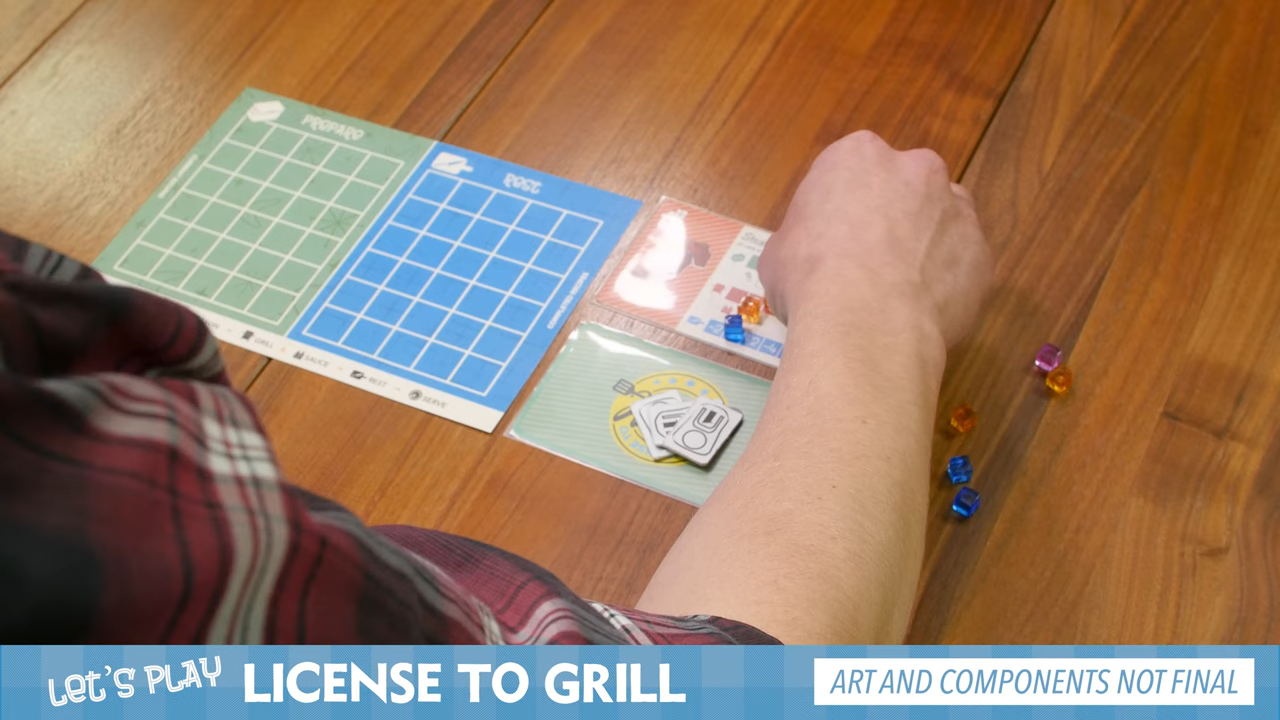 PREPARE
REST
GRILL
SAUCE
REST
SERVE
LET'S PLAY LICENSE TO GRILL
ART AND COMPONENTS NOT FINAL